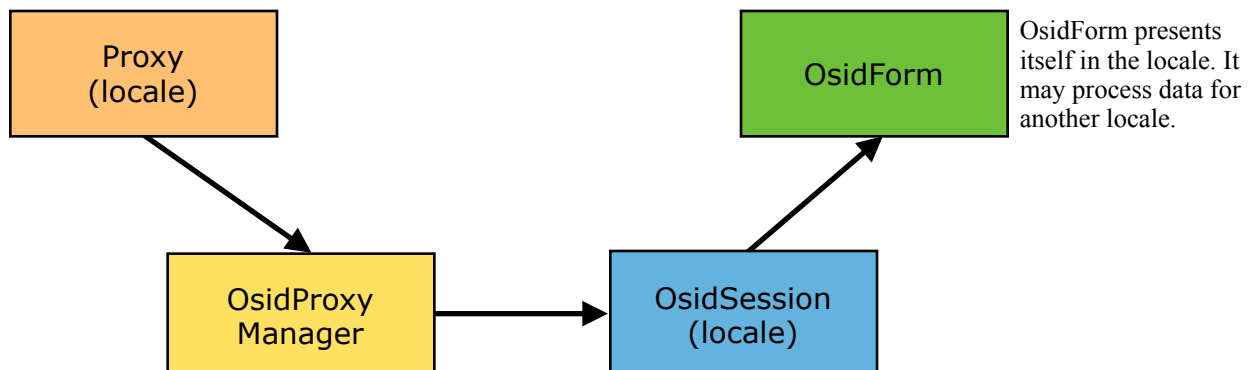 Proxy
(locale)
OsidForm
OsidForm presents
itself in the locale. It
may process data for
another locale.
OsidProxy
Manager
OsidSession
(locale)